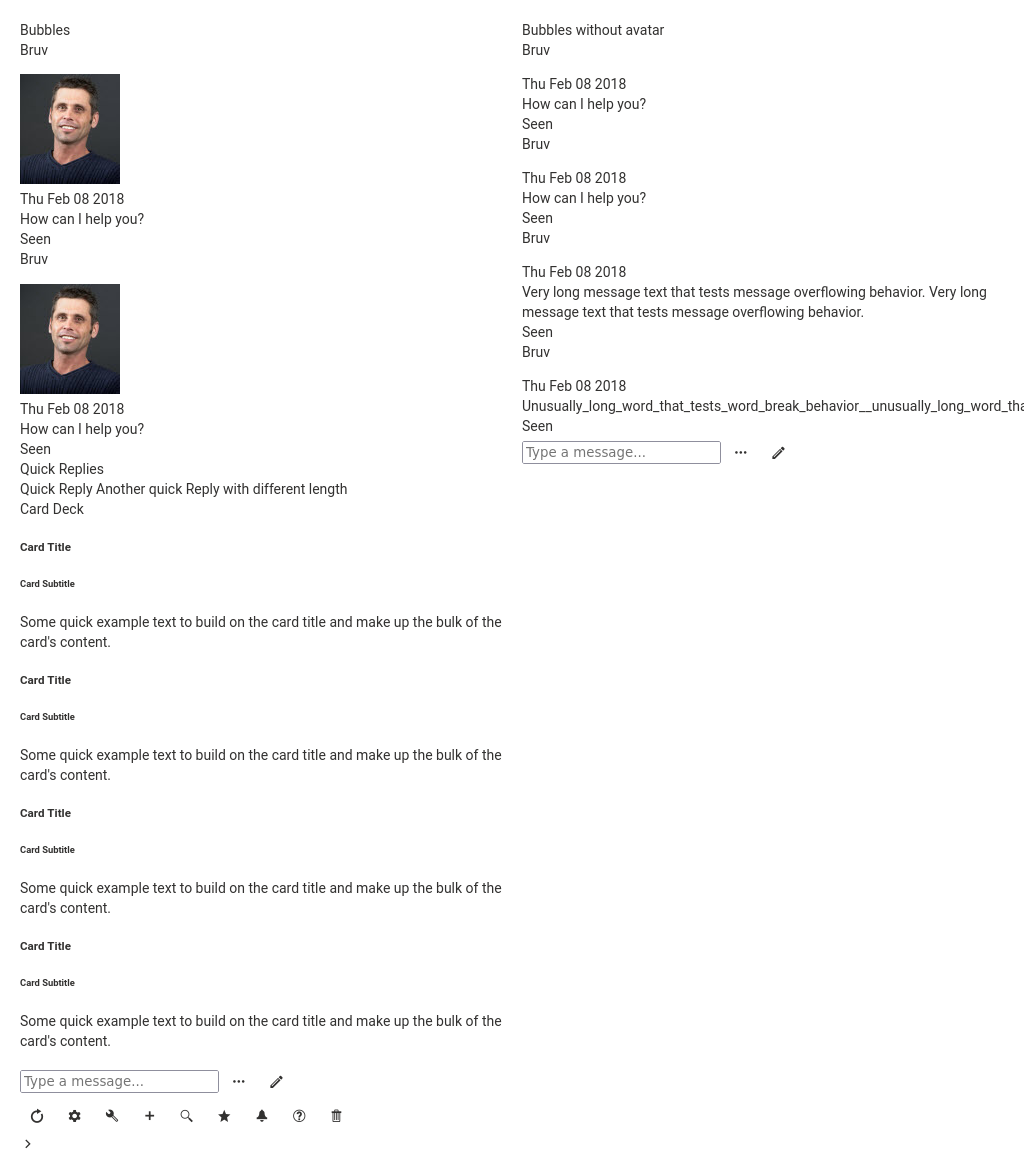 Bubbles
Bruv
Thu Feb 08 2018
How can I help you?
Seen
Bruv
Thu Feb 08 2018
How can I help you?
Seen
Quick Replies
Quick Reply Another quick Reply with different length
Card Deck
Card Title
Card Subtitle
Some quick example text to build on the card title and make up the bulk of the
card's content.
Card Title
Card Subtitle
Some quick example text to build on the card title and make up the bulk of the
card's content.
Card Title
Card Subtitle
Some quick example text to build on the card title and make up the bulk of the
card's content.
Card Title
Card Subtitle
Some quick example text to build on the card title and make up the bulk of the
card's content.
Type a message...
Bubbles without avatar
Bruv
Thu Feb 08 2018
How can I help you?
Seen
Bruv
Thu Feb 08 2018
How can I help you?
Seen
Bruv
Thu Feb 08 2018
Very long message text that tests message overflowing behavior. Very long
message text that tests message overflowing behavior.
Seen
Bruv
Thu Feb 08 2018
Unusually_long_word_that_tests_word_break_behavior__unusually_long_word_tha
Seen
Type a message...